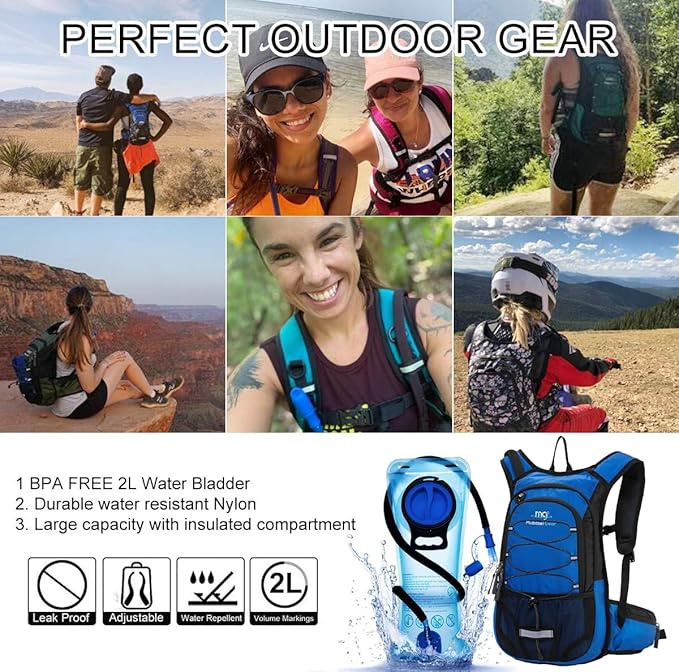 PERFECT OUTDOOR GEAR
1 BPA FREE 2L Water Bladder
2. Durable water resistant Nylon
3. Large capacity with insulated compartment
Leak Proof
Adjustable
Water Repellent
2L
Volume Markings